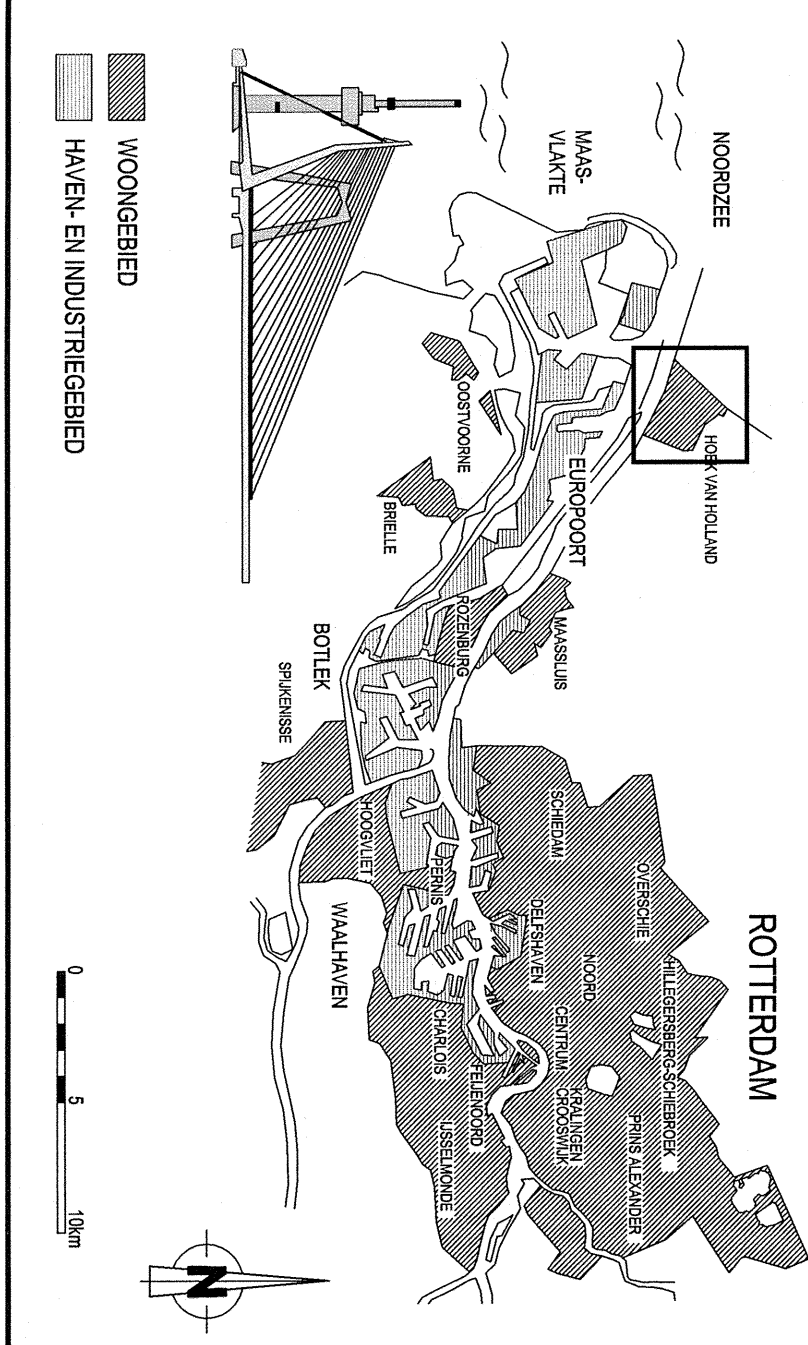 ROTTERDAM
NOORDZEE
MAAS-
VLAKTE
HOEK VAN HOLLAND
EUROPOORT
OOSTVOORNE
BRIELLE
MAASSLUIS
ROZENBURG
BOTLEK
SPIJKENISSE
HOOGVLIET
PERNIS
SCHIEDAM
OVERSCHIE
HILLEGERSBERG-SCHIEBROEK
DELFSHAVEN
NOORD
CENTRUM
KRALINGEN
CROOSWIJK
PRINS ALEXANDER
WAALHAVEN
CHARLOIS
FEIJENOORD
IJSSELMONDE
WOONGEBIED
HAVEN- EN INDUSTRIEGEBIED
0 5 10km
N